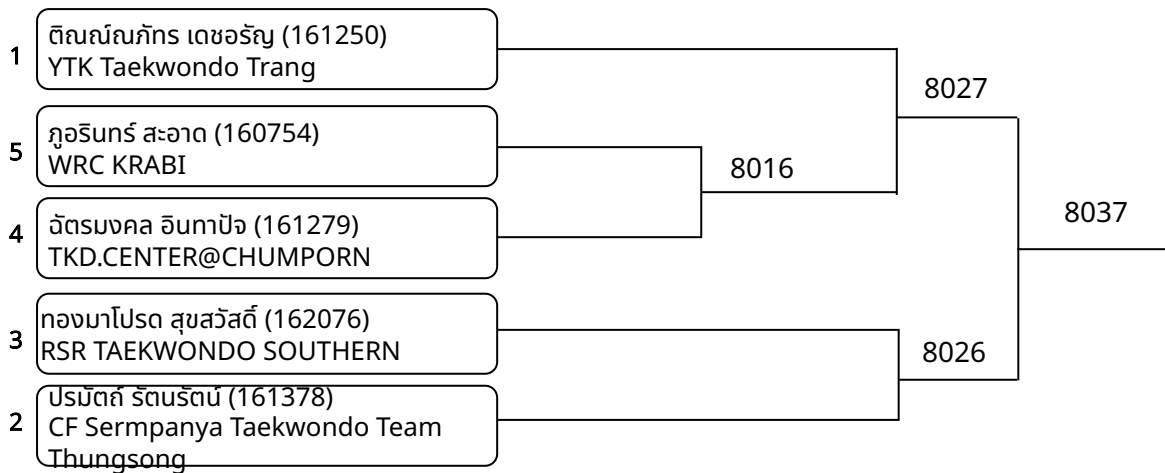 1
ติณณ์ณภัทร เดชอรัญ (161250)
YTK Taekwondo Trang
8027
5
ภูอรินทร์ สะอาด (160754)
WRC KRABI
8016
4
ฉัตรมงคล อินทาปัจ (161279)
TKD.CENTER@CHUMPORN
8037
3
ทองมาโปรด สุขสวัสดิ์ (162076)
RSR TAEKWONDO SOUTHERN
8026
2
ปรมัตถ์ รัตนรัตน์ (161378)
CF Sermpanya Taekwondo Team
Thungsong